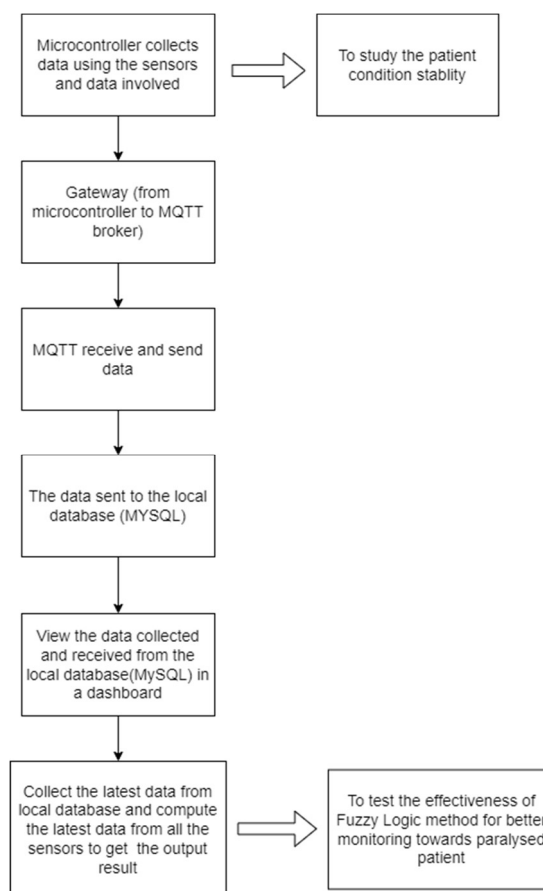 Microcontroller collects
data using the sensors
and data involved
To study the patient
condition stablity
Gateway (from
microcontroller to MQTT
broker)
MQTT receive and send
data
The data sent to the local
database (MYSQL)
View the data collected
and received from the
local database(MySQL) in
a dashboard
Collect the latest data from
local database and compute
the latest data from all the
sensors to get the output
result
To test the effectiveness of
Fuzzy Logic method for better
monitoring towards paralysed
patient